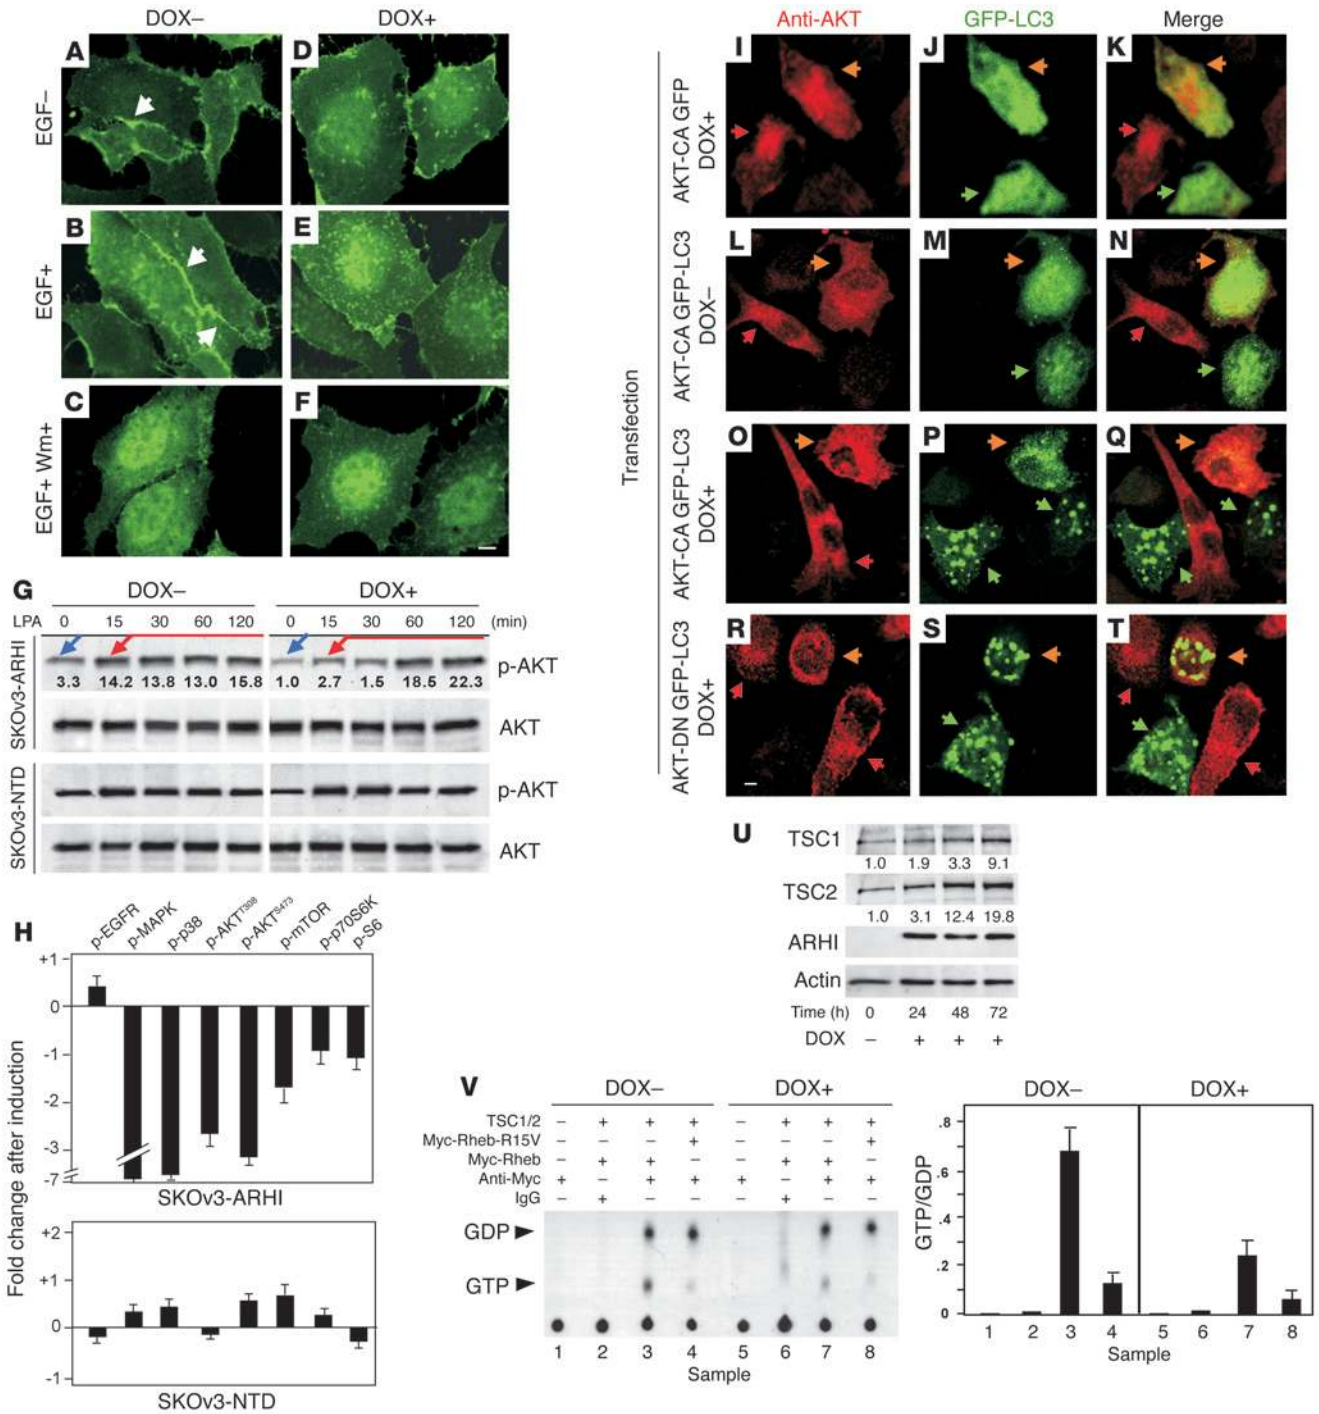 DOX–
DOX+
EGF–
EGF+
EGF+ Wm+
A
D
B
E
C
F
Anti-AKT
GFP-LC3
Merge
Transfection
AKT-CA GFP
DOX+
I
J
K
AKT-CA GFP-LC3
DOX–
L
M
N
AKT-CA GFP-LC3
DOX+
O
P
Q
AKT-DN GFP-LC3
DOX+
R
S
T
G
DOX–
DOX+
LPA 0 15 30 60 120 0 15 30 60 120 (min)
SKOv3-ARHI
p-AKT
3.3 14.2 13.8 13.0 15.8 1.0 2.7 1.5 18.5 22.3
AKT
SKOv3-NTD
p-AKT
AKT
H
p-EGFR
p-MAPK
p-p38
p-AKTT308
p-AKTS473
p-mTOR
p-p70S6K
p-S6
Fold change after induction
+1
0
-1
-3
-7
SKOv3-ARHI
+2
+1
0
-1
SKOv3-NTD
U
TSC1
1.0 1.9 3.3 9.1
TSC2
1.0 3.1 12.4 19.8
ARHI
Actin
Time (h) 0 24 48 72
DOX – + + +
V
DOX–
DOX+
TSC1/2 – + + + – + + +
Myc-Rheb-R15V – – – + – – – +
Myc-Rheb – + + – – + + –
Anti-Myc + – + + + – + +
IgG – + – – – + – –
GDP
GTP
1 2 3 4 5 6 7 8
Sample
DOX–
DOX+
GTP/GDP
.8
.6
.4
.2
0
1 2 3 4 5 6 7 8
Sample